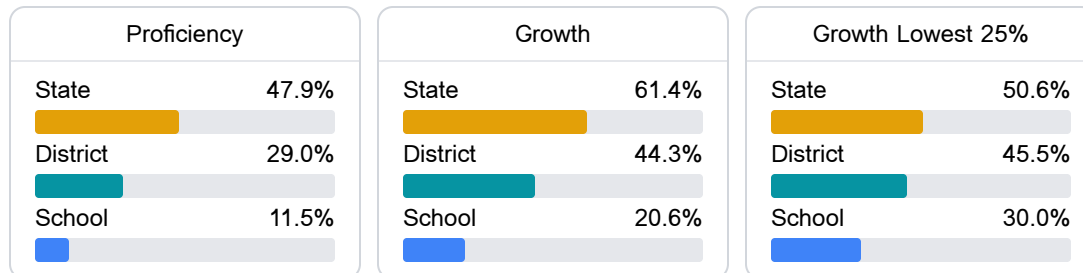 Proficiency
State 47.9%
District 29.0%
School 11.5%
Growth
State 61.4%
District 44.3%
School 20.6%
Growth Lowest 25%
State 50.6%
District 45.5%
School 30.0%